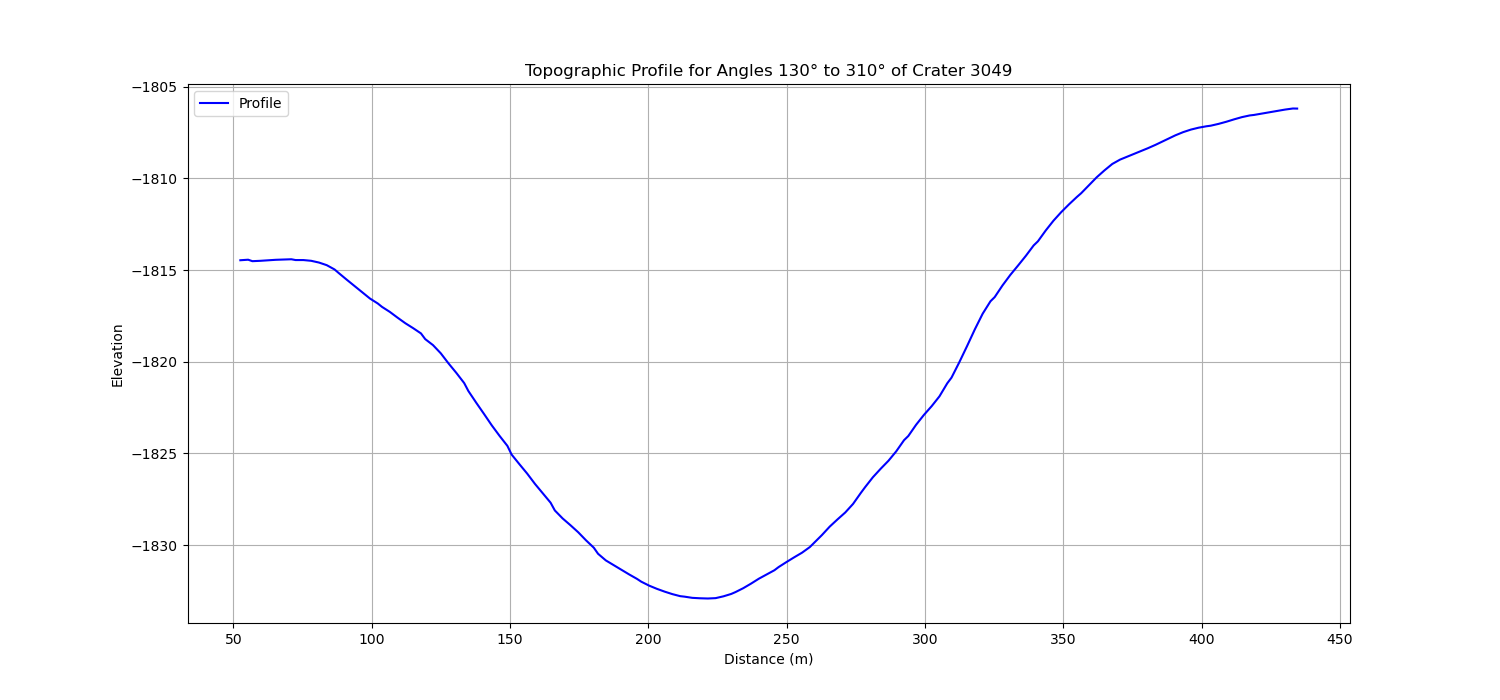 Topographic Profile for Angles 130° to 310° of Crater 3049
Profile
−1805
−1810
−1815
−1820
−1825
−1830
Elevation
50 100 150 200 250 300 350 400 450
Distance (m)